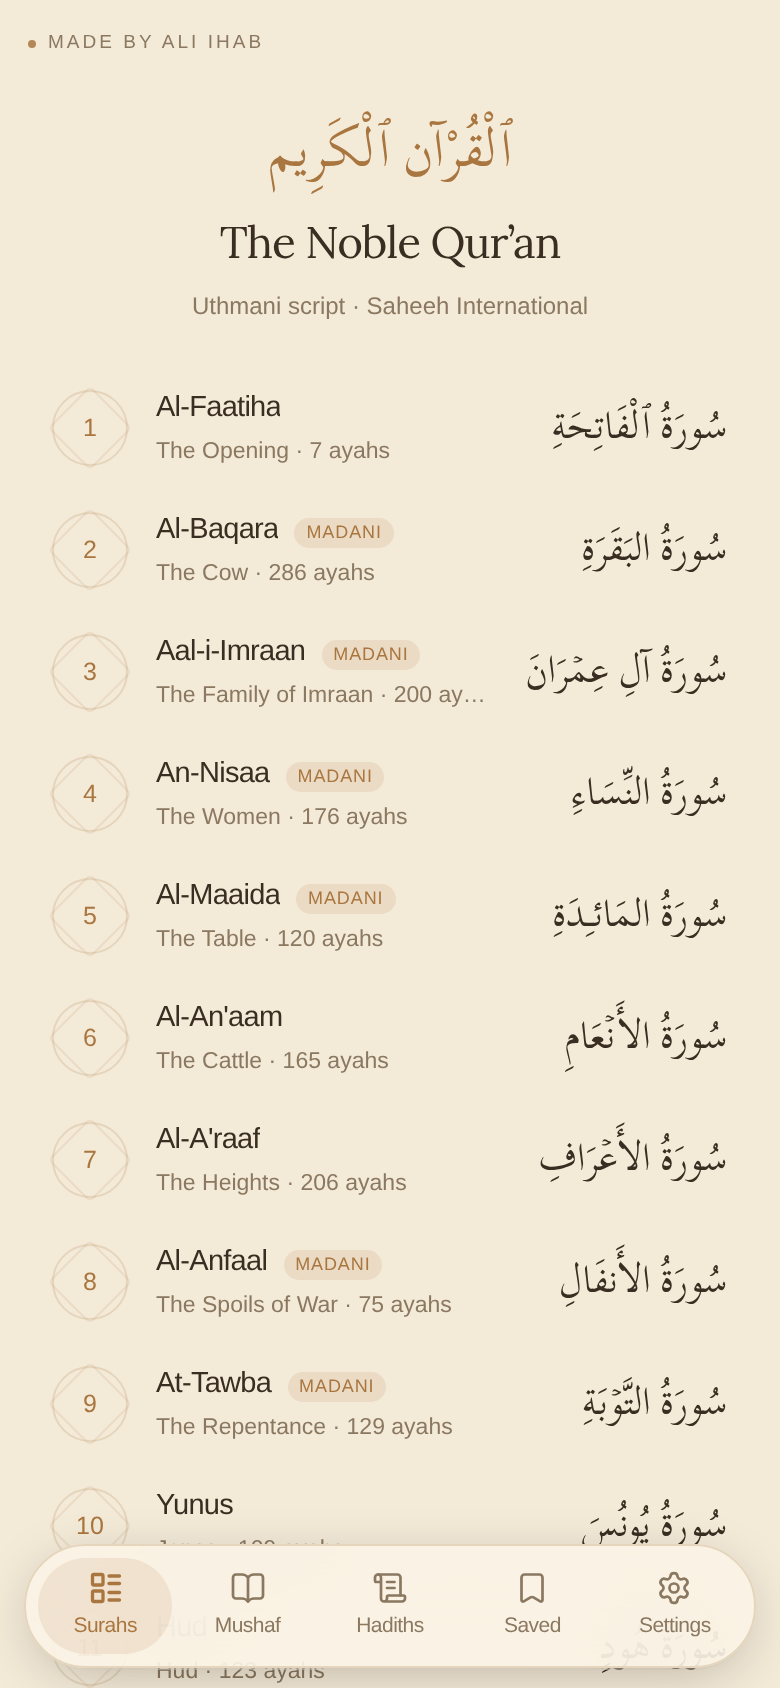 MADE BY ALI IHAB
ٱلْقُرْآن ٱلْكَرِيم
The Noble Qur’an
Uthmani script · Saheeh International
1
Al-Faatiha
The Opening · 7 ayahs
سُورَةُ ٱلْفَاتِحَةِ
2
Al-Baqara MADANI
The Cow · 286 ayahs
سُورَةُ البَقَرَةِ
3
Aal-i-Imraan MADANI
The Family of Imraan · 200 ay…
سُورَةُ آلِ عِمۡرَانَ
4
An-Nisaa MADANI
The Women · 176 ayahs
سُورَةُ النِّسَاءِ
5
Al-Maaida MADANI
The Table · 120 ayahs
سُورَةُ المَائـِدَةِ
6
Al-An'aam
The Cattle · 165 ayahs
سُورَةُ الأَنۡعَامِ
7
Al-A'raaf
The Heights · 206 ayahs
سُورَةُ الأَعۡرَافِ
8
Al-Anfaal MADANI
The Spoils of War · 75 ayahs
سُورَةُ الأَنفَالِ
9
At-Tawba MADANI
The Repentance · 129 ayahs
سُورَةُ التَّوۡبَةِ
10
Yunus
سُورَةُ يُونُسَ
11
Hud
Hud · 123 ayahs
سُورَةُ هُودٍ
Surahs
Mushaf
Hadiths
Saved
Settings